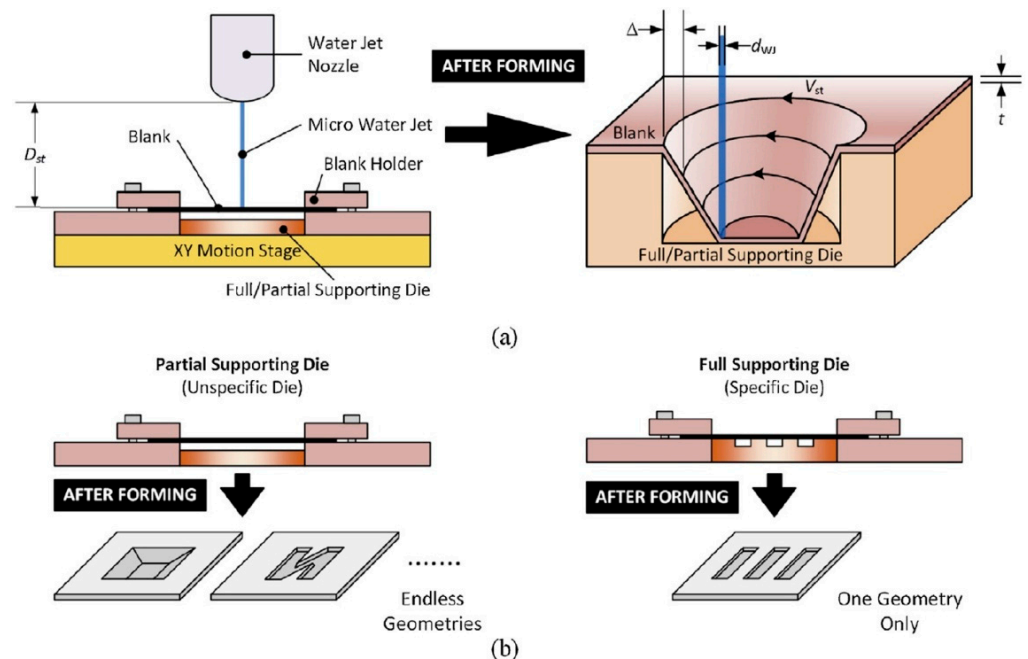 Water Jet
Nozzle
Blank
Micro Water Jet
Blank Holder
Dst
XY Motion Stage
Full/Partial Supporting Die
AFTER FORMING
Δ
dWJ
Vst
Blank
t
Full/Partial Supporting Die
(a)
Partial Supporting Die
(Unspecific Die)
AFTER FORMING
.......
Endless
Geometries
Full Supporting Die
(Specific Die)
AFTER FORMING
One Geometry
Only
(b)